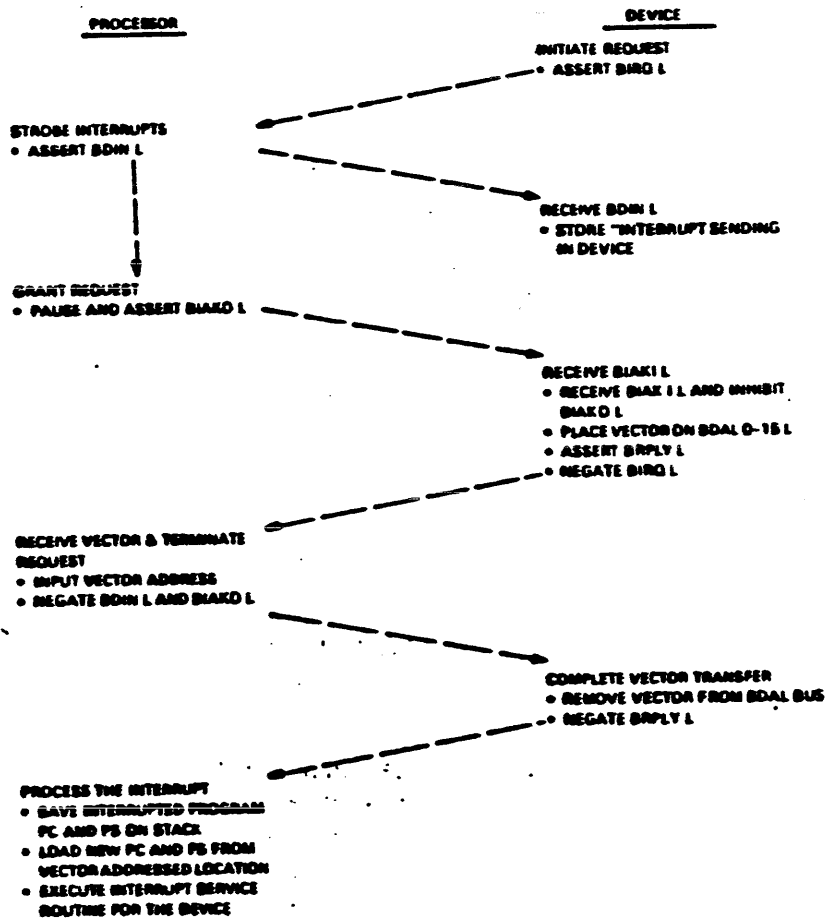 PROCESSOR
DEVICE
INITIATE REQUEST
• ASSERT BIRQ L
STROBE INTERRUPTS
• ASSERT BDIN L
RECEIVE BDIN L
• STORE "INTERRUPT SENDING
IN DEVICE
GRANT REQUEST
• PAUSE AND ASSERT BIAKO L
RECEIVE BIAKI L
• RECEIVE BIAK I L AND INHIBIT
BIAKO L
• PLACE VECTOR ON BDAL 0-15 L
• ASSERT BRPLY L
• NEGATE BIRQ L
RECEIVE VECTOR & TERMINATE
REQUEST
• INPUT VECTOR ADDRESS
• NEGATE BDIN L AND BIAKO L
COMPLETE VECTOR TRANSFER
• REMOVE VECTOR FROM BDAL BUS
• NEGATE BRPLY L
PROCESS THE INTERRUPT
• SAVE INTERRUPTED PROGRAM
PC AND PS ON STACK
• LOAD NEW PC AND PS FROM
VECTOR ADDRESSED LOCATION
• EXECUTE INTERRUPT SERVICE
ROUTINE FOR THE DEVICE